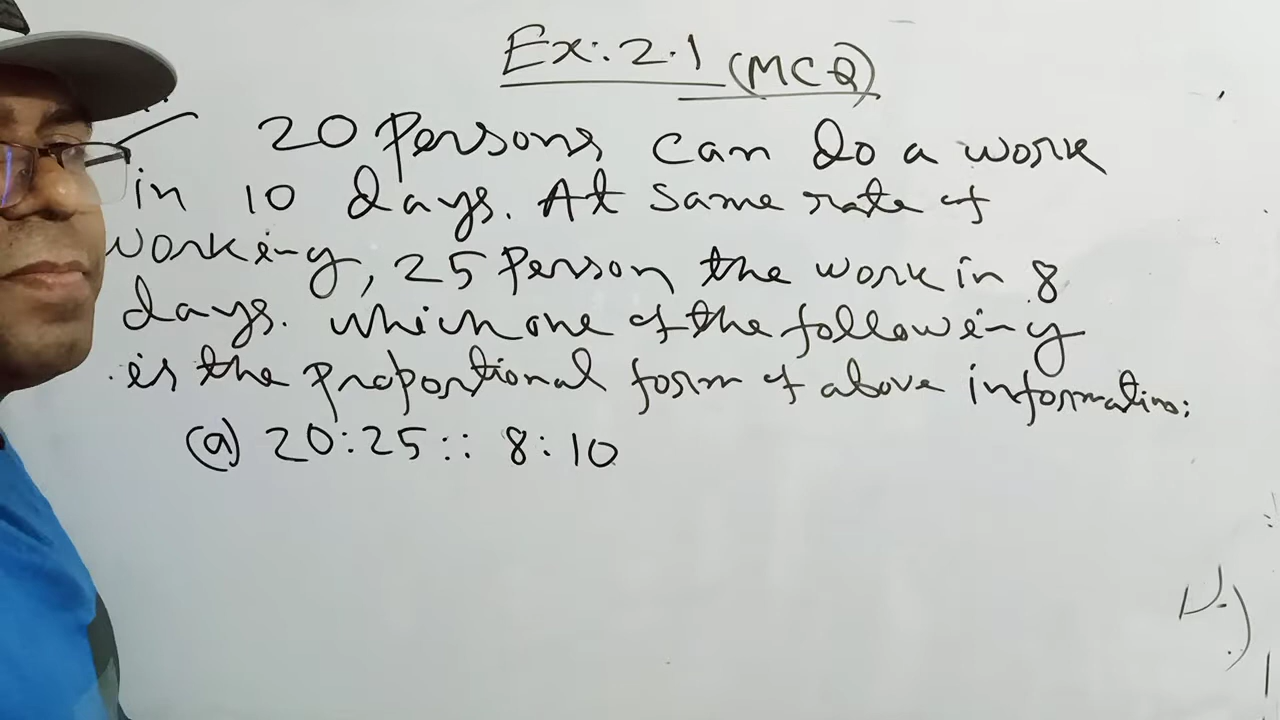 Ex: 2.1 (MCQ)
20 Persons can do a work
in 10 days. At same rate of
working, 25 Person the work in 8
days. which one of the following
is the proportional form of above information:
(a) 20:25 :: 8:10